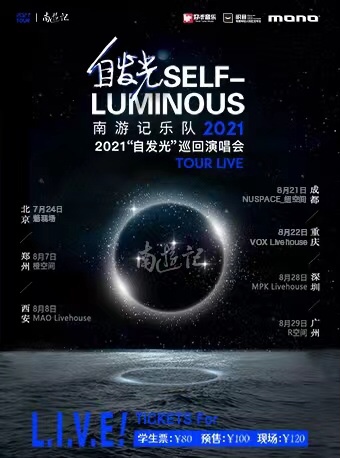 南游记
mono
自发光SELF-
LUMINOUS
南游记乐队 2021
2021“自发光”巡回演唱会
TOUR LIVE
北京
7月24日
郑州
8月7日
橙空间
西安
8月8日
MAO Livehouse
南游记
成都
8月21日
NUSPACE_纽空间
重庆
8月22日
VOX Livehouse
深圳
8月28日
MPK Livehouse
广州
8月29日
R空间
L.I.V.E!
TICKETS For
学生票：¥80 预售：¥100 现场：¥120